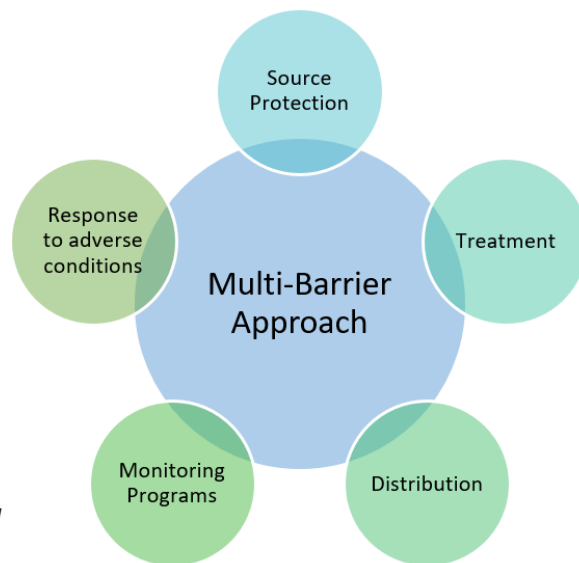 Source
Protection
Response
to adverse
conditions
Treatment
Multi-Barrier
Approach
Monitoring
Programs
Distribution